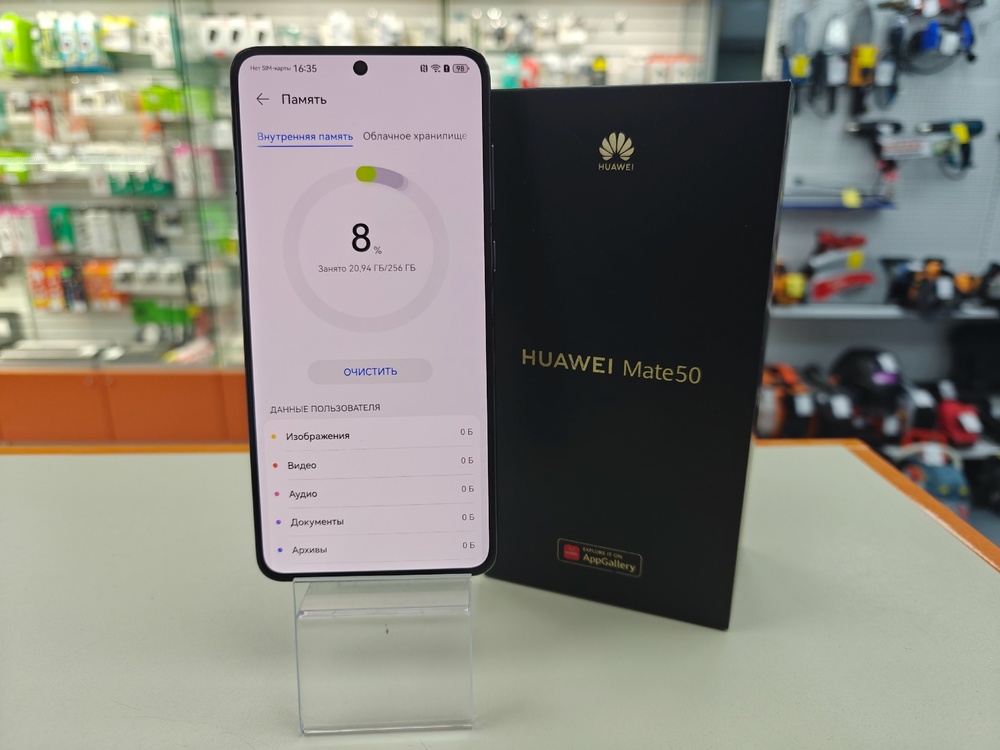 Нет SIM-карты 16:35
98
Память
Внутренняя память
Облачное хранилище
8 %
Занято 20,94 ГБ/256 ГБ
ОЧИСТИТЬ
ДАННЫЕ ПОЛЬЗОВАТЕЛЯ
Изображения 0 Б
Видео 0 Б
Аудио 0 Б
Документы 0 Б
Архивы 0 Б
HUAWEI
HUAWEI Mate50
EXPLORE IT ON
AppGallery